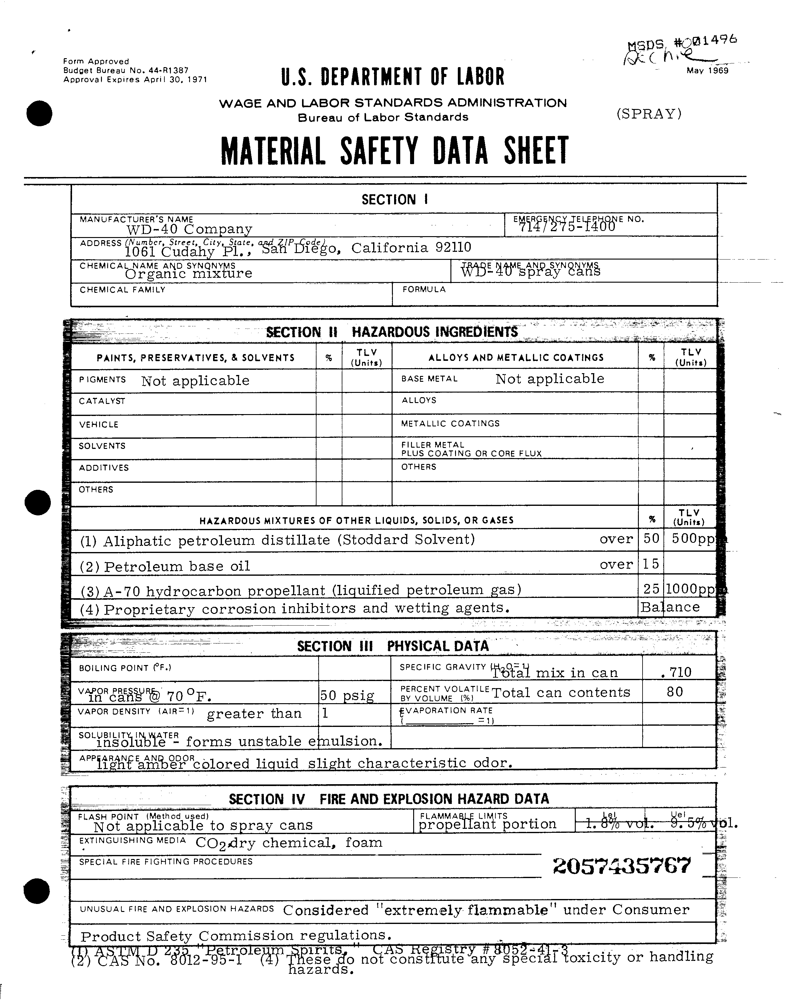 MSDS #001496
Form Approved
Budget Bureau No. 44-R1387
Approval Expires April 30, 1971
May 1969
U.S. DEPARTMENT OF LABOR
WAGE AND LABOR STANDARDS ADMINISTRATION
Bureau of Labor Standards
(SPRAY)
MATERIAL SAFETY DATA SHEET
SECTION I
MANUFACTURER'S NAME
WD-40 Company
EMERGENCY TELEPHONE NO.
714/275-1400
ADDRESS (Number, Street, City, State, and ZIP Code)
1061 Cudahy Pl., San Diego, California 92110
CHEMICAL NAME AND SYNONYMS
Organic mixture
TRADE NAME AND SYNONYMS
WD-40 spray cans
CHEMICAL FAMILY
FORMULA
SECTION II HAZARDOUS INGREDIENTS
PAINTS, PRESERVATIVES, & SOLVENTS % TLV (Units) ALLOYS AND METALLIC COATINGS % TLV (Units)
PIGMENTS Not applicable BASE METAL Not applicable
CATALYST ALLOYS
VEHICLE METALLIC COATINGS
SOLVENTS FILLER METAL PLUS COATING OR CORE FLUX
ADDITIVES OTHERS
OTHERS
HAZARDOUS MIXTURES OF OTHER LIQUIDS, SOLIDS, OR GASES % TLV (Units)
(1) Aliphatic petroleum distillate (Stoddard Solvent) over 50 500pp
(2) Petroleum base oil over 15
(3) A-70 hydrocarbon propellant (liquified petroleum gas) 25 1000pp
(4) Proprietary corrosion inhibitors and wetting agents. Balance
SECTION III PHYSICAL DATA
BOILING POINT (°F.) SPECIFIC GRAVITY (H2O=1) Total mix in can .710
VAPOR PRESSURE in cans @ 70°F. 50 psig PERCENT VOLATILE BY VOLUME (%) Total can contents 80
VAPOR DENSITY (AIR=1) greater than 1 EVAPORATION RATE (______ =1)
SOLUBILITY IN WATER
insoluble - forms unstable emulsion.
APPEARANCE AND ODOR
light amber colored liquid slight characteristic odor.
SECTION IV FIRE AND EXPLOSION HAZARD DATA
FLASH POINT (Method used)
Not applicable to spray cans
FLAMMABLE LIMITS
propellant portion
Lel Uel
1.8% vol. 9.5% vol.
EXTINGUISHING MEDIA CO2 dry chemical, foam
SPECIAL FIRE FIGHTING PROCEDURES
2057435767
UNUSUAL FIRE AND EXPLOSION HAZARDS Considered "extremely flammable" under Consumer
Product Safety Commission regulations.
(1) ASTM D 235 "Petroleum Spirits," CAS Registry #8052-41-3
(2) CAS No. 8012-95-1 (4) These do not constitute any special toxicity or handling
hazards.